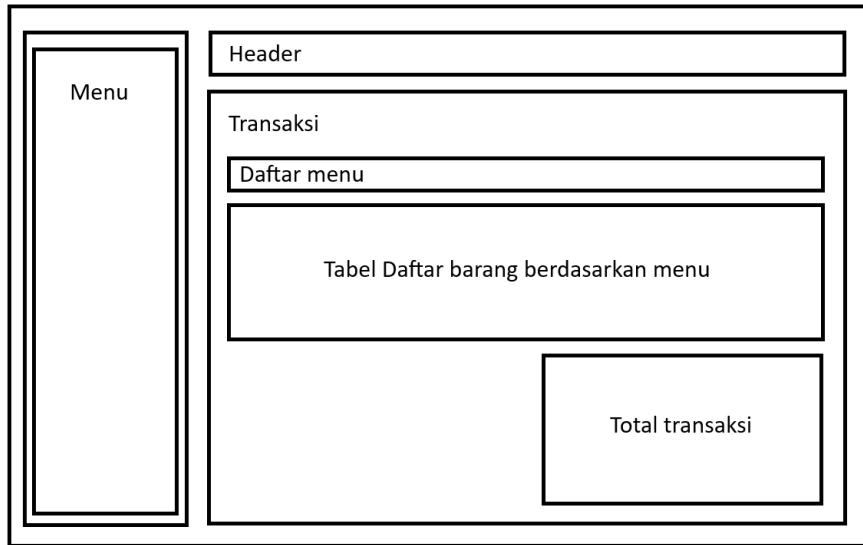 Menu
Header
Transaksi
Daftar menu
Tabel Daftar barang berdasarkan menu
Total transaksi